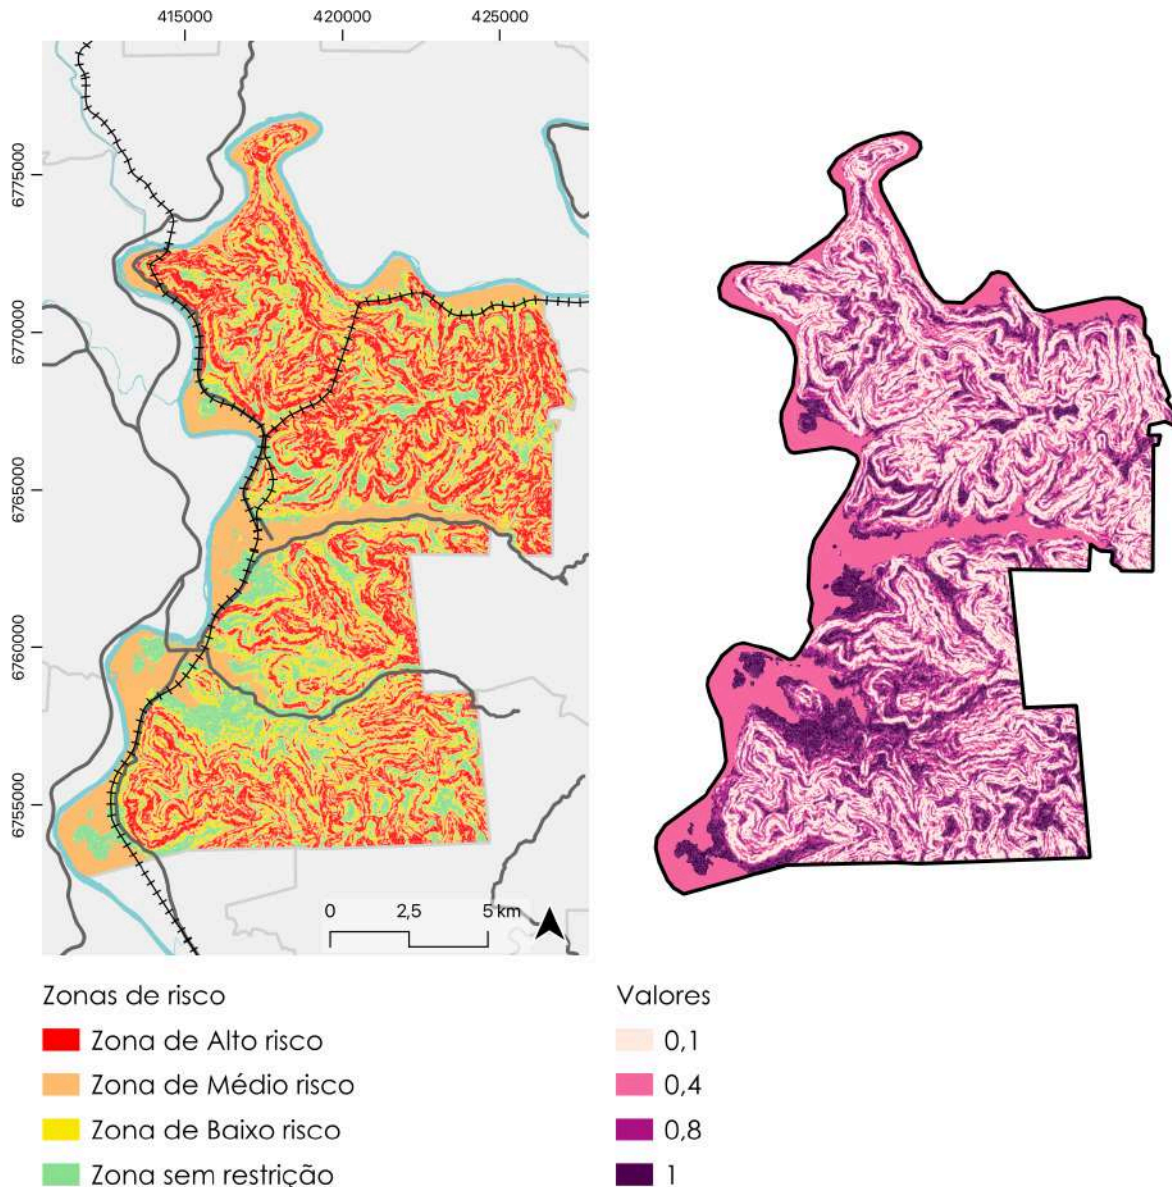 415000 420000 425000
6775000
6770000
6765000
6760000
6755000
0 2,5 5 km
Zonas de risco
Zona de Alto risco
Zona de Médio risco
Zona de Baixo risco
Zona sem restrição
Valores
0,1
0,4
0,8
1